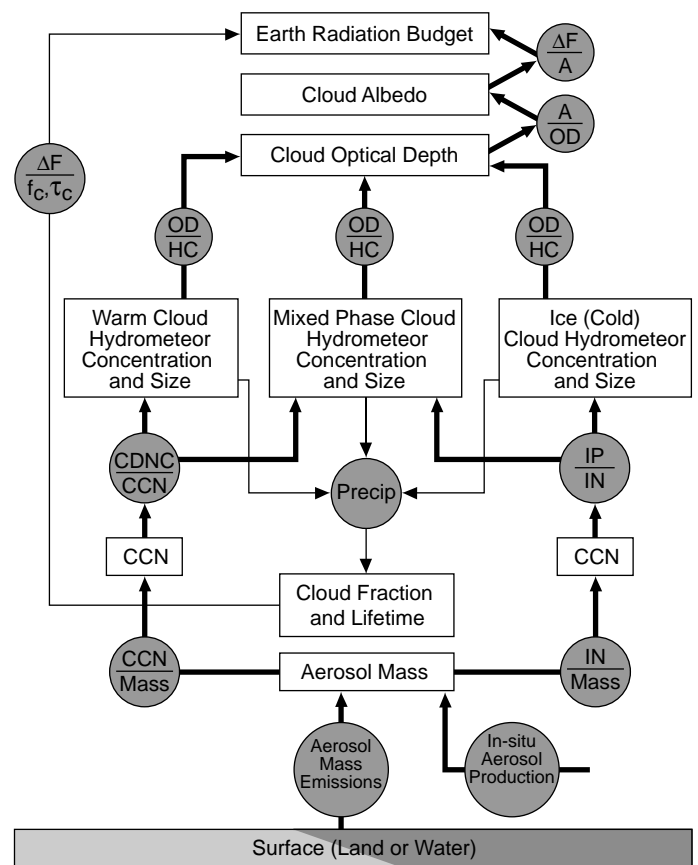 Earth Radiation Budget
ΔF
A
Cloud Albedo
A
OD
Cloud Optical Depth
ΔF
fc,τc
OD
HC
OD
HC
OD
HC
Warm Cloud
Hydrometeor
Concentration
and Size
Mixed Phase Cloud
Hydrometeor
Concentration
and Size
Ice (Cold)
Cloud Hydrometeor
Concentration
and Size
CDNC
CCN
Precip
IP
IN
CCN
CCN
Cloud Fraction
and Lifetime
CCN
Mass
Aerosol Mass
IN
Mass
Aerosol
Mass
Emissions
In-situ
Aerosol
Production
Surface (Land or Water)